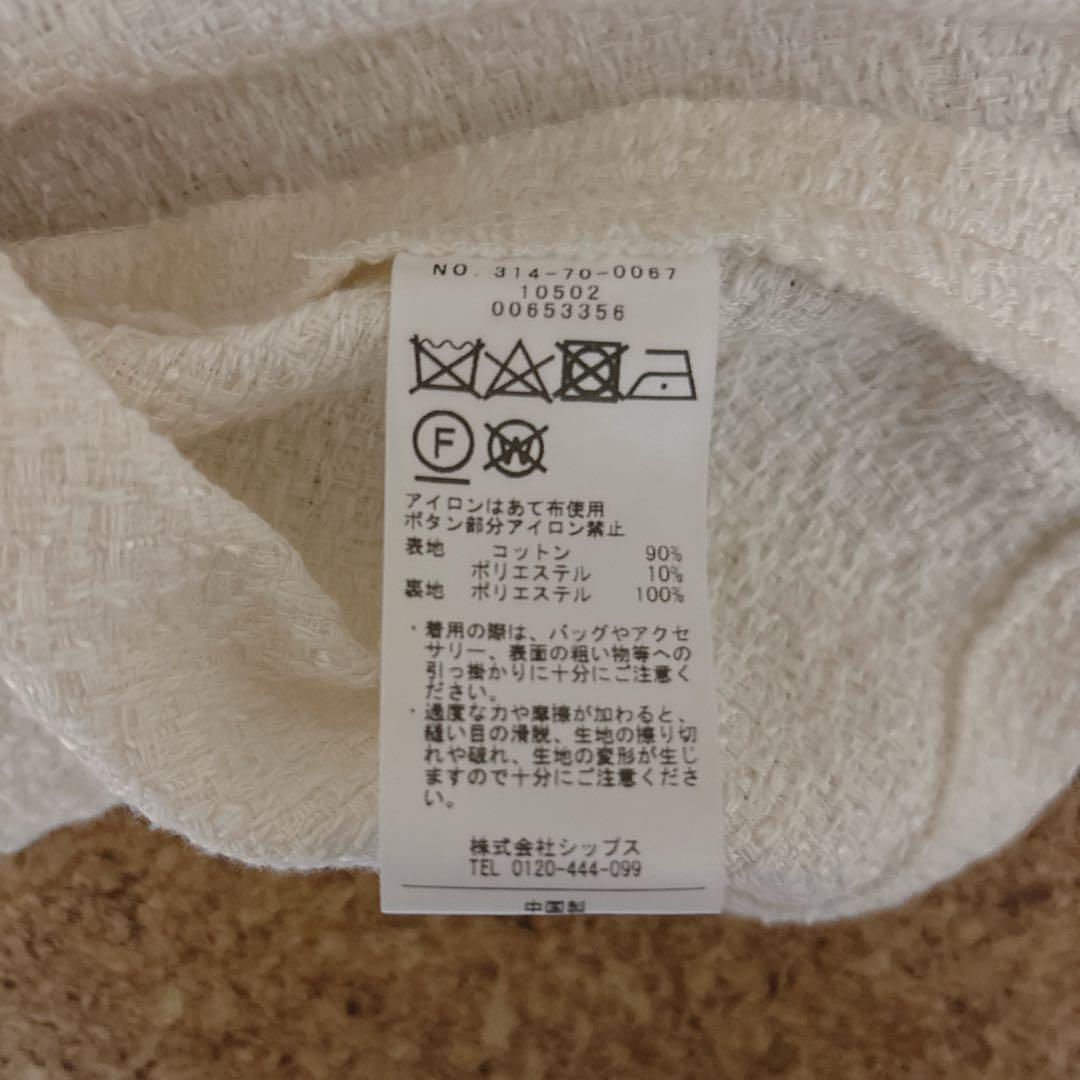 NO. 314-70-0067
10502
00653356
F
W
アイロンはあて布使用
ボタン部分アイロン禁止
表地 コットン 90%
ポリエステル 10%
裏地 ポリエステル 100%
・着用の際は、バッグやアクセ
サリー、表面の粗い物等への
引っ掛かりに十分にご注意く
ださい。
・過度な力や摩擦が加わると、
縫い目の滑脱、生地の擦り切
れや破れ、生地の変形が生じ
ますので十分にご注意くださ
い。
株式会社シップス
TEL 0120-444-099
中国製